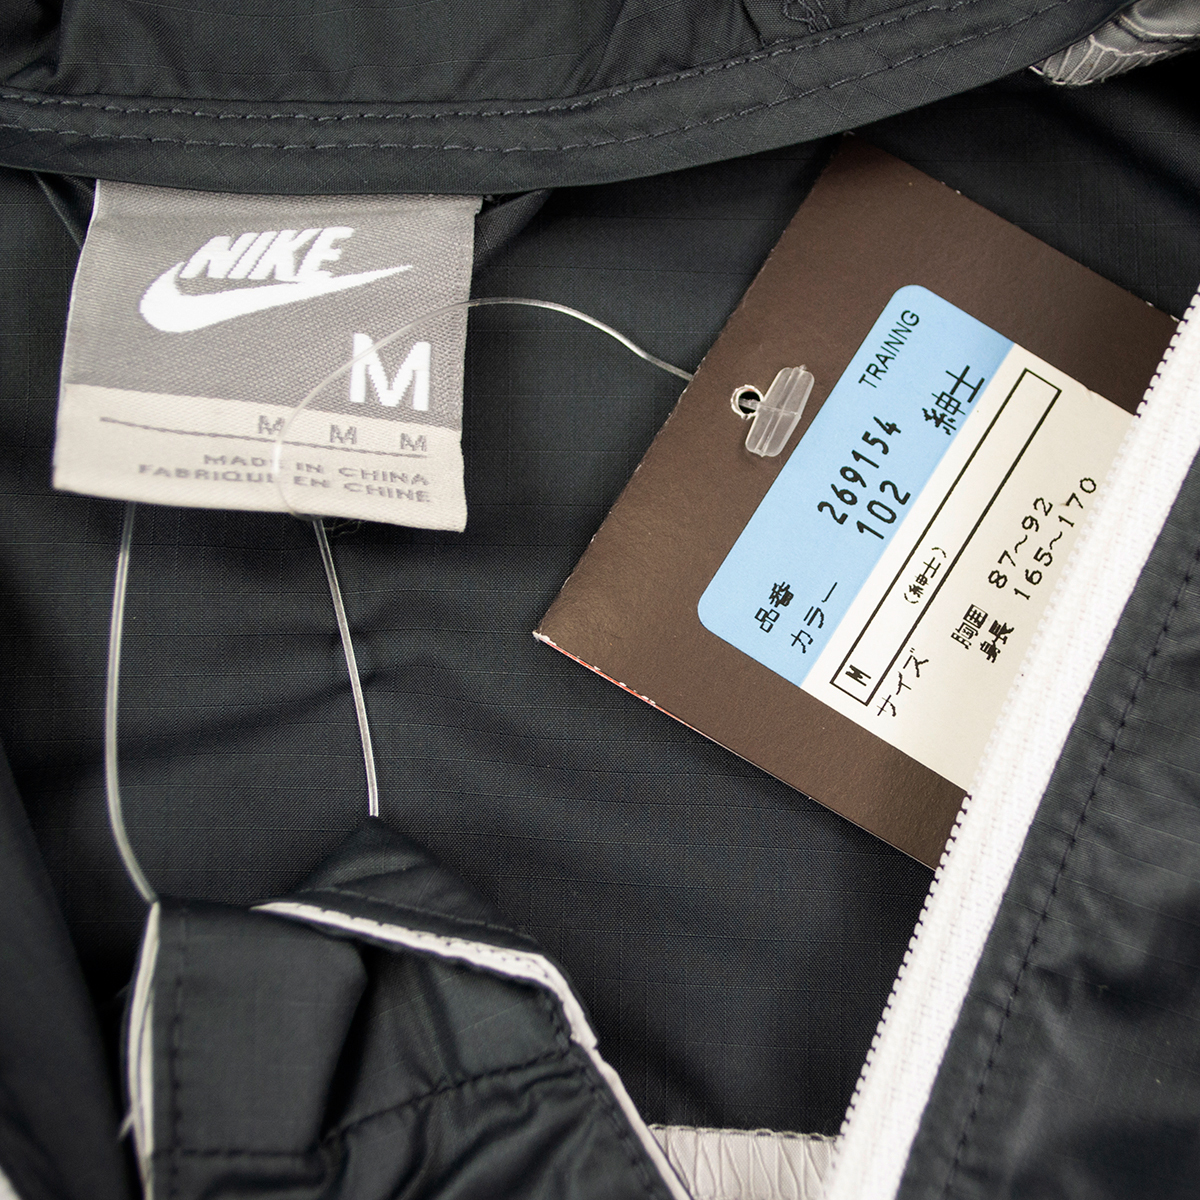 NIKE
M
M M M
MADE IN CHINA
FABRIQUE EN CHINE
TRAINNG
品番 269154
カラー 102 紳士
M (紳士)
サイズ
胸囲 87~92
身長 165~170